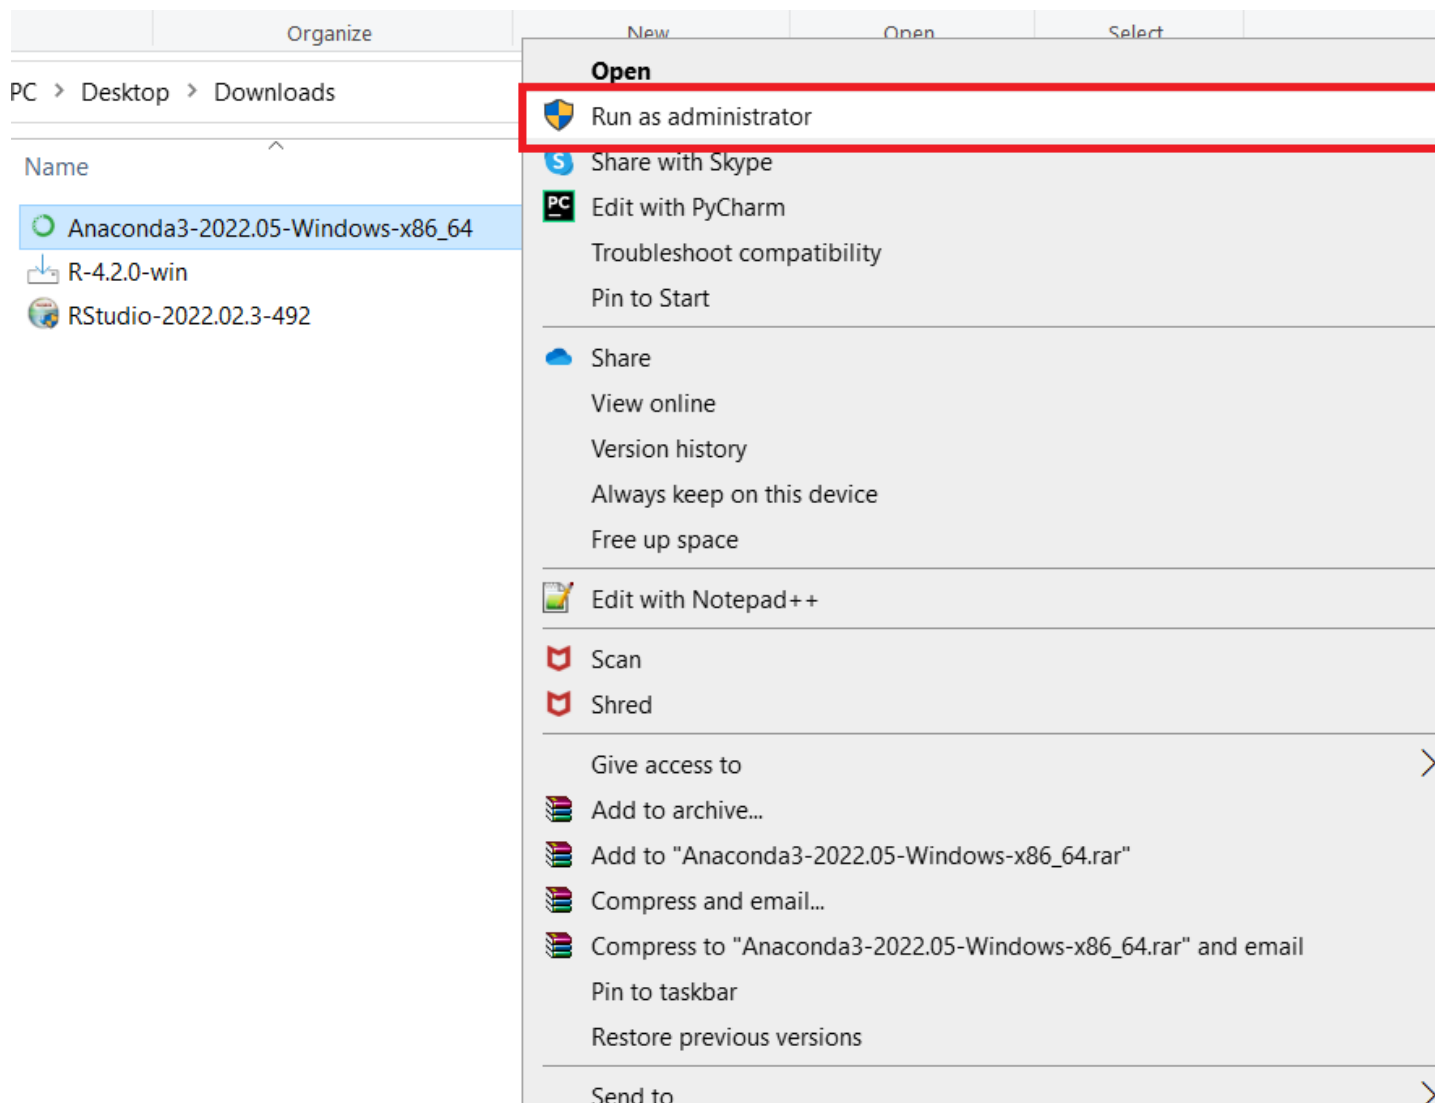 Organize New Open Select
PC > Desktop > Downloads
Name
Anaconda3-2022.05-Windows-x86_64
R-4.2.0-win
RStudio-2022.02.3-492
Open
Run as administrator
S
Share with Skype
PC
Edit with PyCharm
Troubleshoot compatibility
Pin to Start
Share
View online
Version history
Always keep on this device
Free up space
Edit with Notepad++
Scan
Shred
Give access to
Add to archive...
Add to "Anaconda3-2022.05-Windows-x86_64.rar"
Compress and email...
Compress to "Anaconda3-2022.05-Windows-x86_64.rar" and email
Pin to taskbar
Restore previous versions
Send to